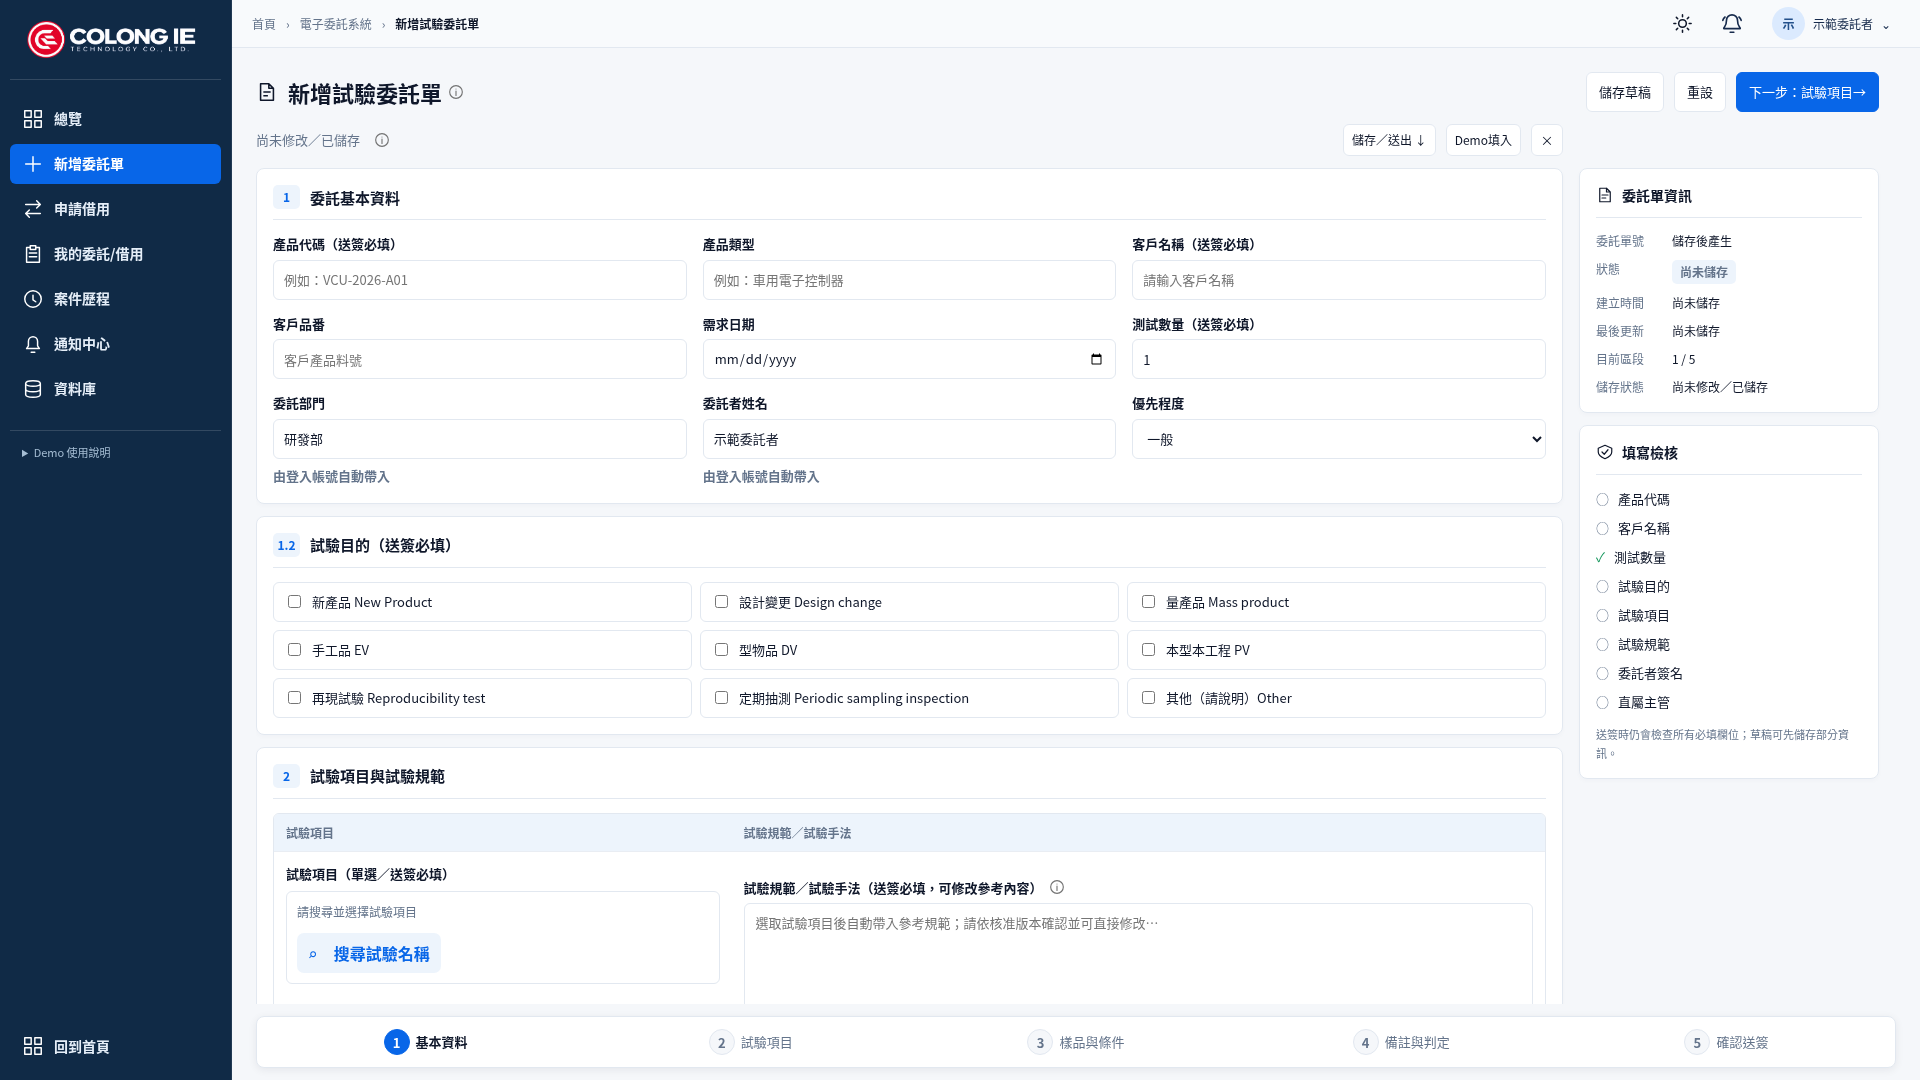 COLONG IE
TECHNOLOGY CO., LTD.
總覽
新增委託單
申請借用
我的委託/借用
案件歷程
通知中心
資料庫
Demo 使用說明
回到首頁
首頁 › 電子委託系統 › 新增試驗委託單
示 示範委託者
新增試驗委託單
儲存草稿 重設 下一步：試驗項目→
尚未修改／已儲存
儲存／送出 ↓ Demo填入 ×
1 委託基本資料
產品代碼（送簽必填） 產品類型 客戶名稱（送簽必填）
例如：VCU-2026-A01 例如：車用電子控制器 請輸入客戶名稱
客戶品番 需求日期 測試數量（送簽必填）
客戶產品料號 mm/dd/yyyy 1
委託部門 委託者姓名 優先程度
研發部 示範委託者 一般
由登入帳號自動帶入 由登入帳號自動帶入
1.2 試驗目的（送簽必填）
新產品 New Product 設計變更 Design change 量產品 Mass product
手工品 EV 型物品 DV 本型本工程 PV
再現試驗 Reproducibility test 定期抽測 Periodic sampling inspection 其他（請說明）Other
2 試驗項目與試驗規範
試驗項目 試驗規範／試驗手法
試驗項目（單選／送簽必填）
試驗規範／試驗手法（送簽必填，可修改參考內容）
請搜尋並選擇試驗項目
選取試驗項目後自動帶入參考規範；請依核准版本確認並可直接修改…
搜尋試驗名稱
委託單資訊
委託單號 儲存後產生
狀態 尚未儲存
建立時間 尚未儲存
最後更新 尚未儲存
目前區段 1 / 5
儲存狀態 尚未修改／已儲存
填寫檢核
產品代碼
客戶名稱
✓ 測試數量
試驗目的
試驗項目
試驗規範
委託者簽名
直屬主管
送簽時仍會檢查所有必填欄位；草稿可先儲存部分資
訊。
1 基本資料 2 試驗項目 3 樣品與條件 4 備註與判定 5 確認送簽